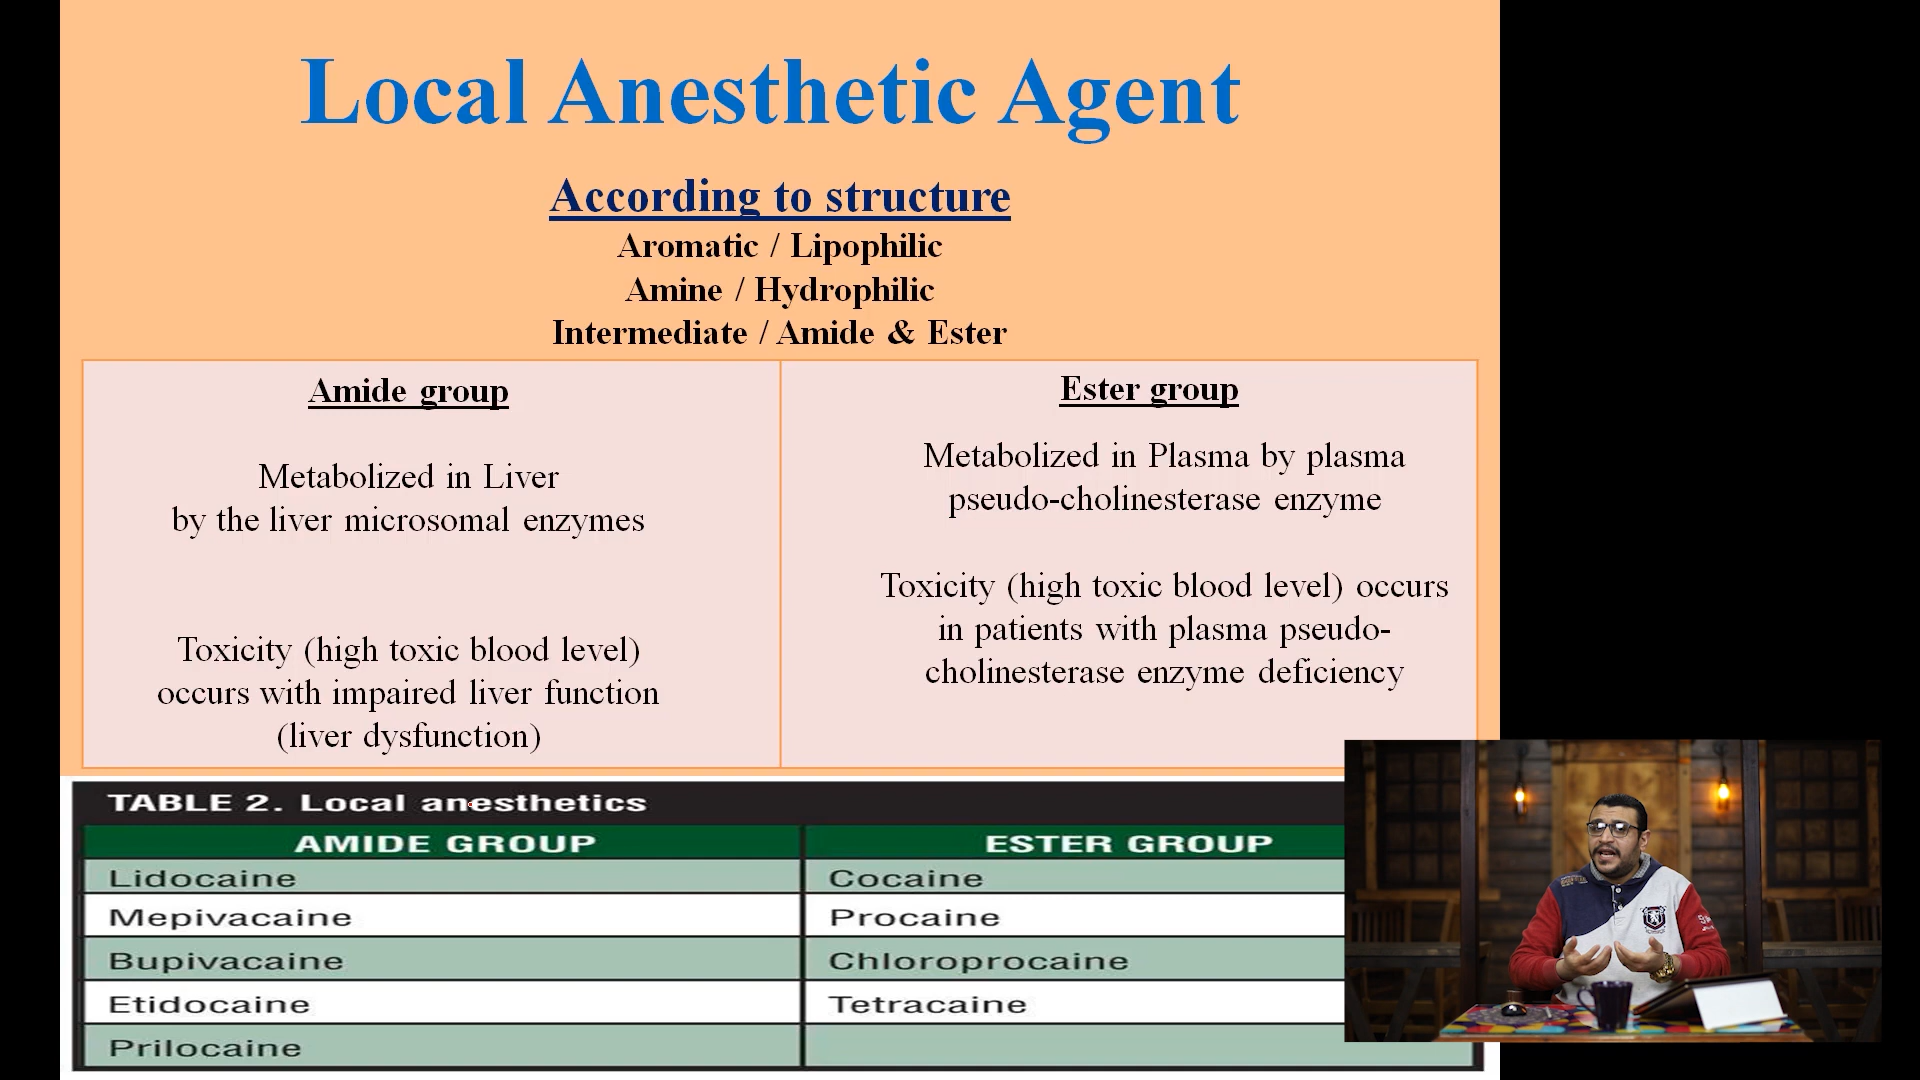 Local Anesthetic Agent
According to structure
Aromatic / Lipophilic
Amine / Hydrophilic
Intermediate / Amide & Ester
Amide group
Metabolized in Liver
by the liver microsomal enzymes
Toxicity (high toxic blood level)
occurs with impaired liver function
(liver dysfunction)
Ester group
Metabolized in Plasma by plasma
pseudo-cholinesterase enzyme
Toxicity (high toxic blood level) occurs
in patients with plasma pseudo-
cholinesterase enzyme deficiency
TABLE 2. Local anesthetics
AMIDE GROUP
ESTER GROUP
Lidocaine
Cocaine
Mepivacaine
Procaine
Bupivacaine
Chloroprocaine
Etidocaine
Tetracaine
Prilocaine